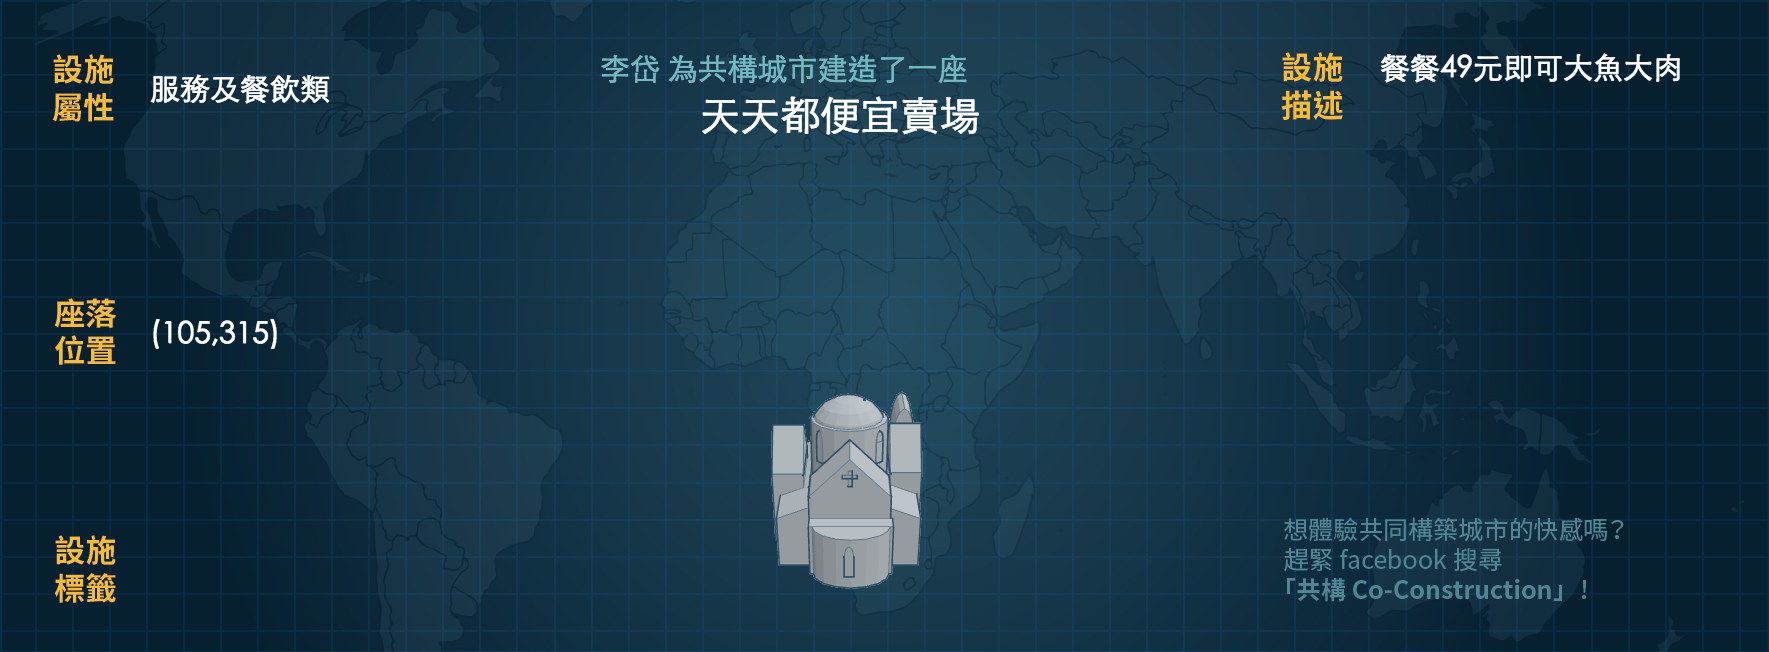 設施
屬性
服務及餐飲類
李岱 為共構城市建造了一座
天天都便宜賣場
設施
描述
餐餐49元即可大魚大肉
座落
位置
(105,315)
設施
標籤
想體驗共同構築城市的快感嗎?
趕緊 facebook 搜尋
「共構 Co-Construction」!